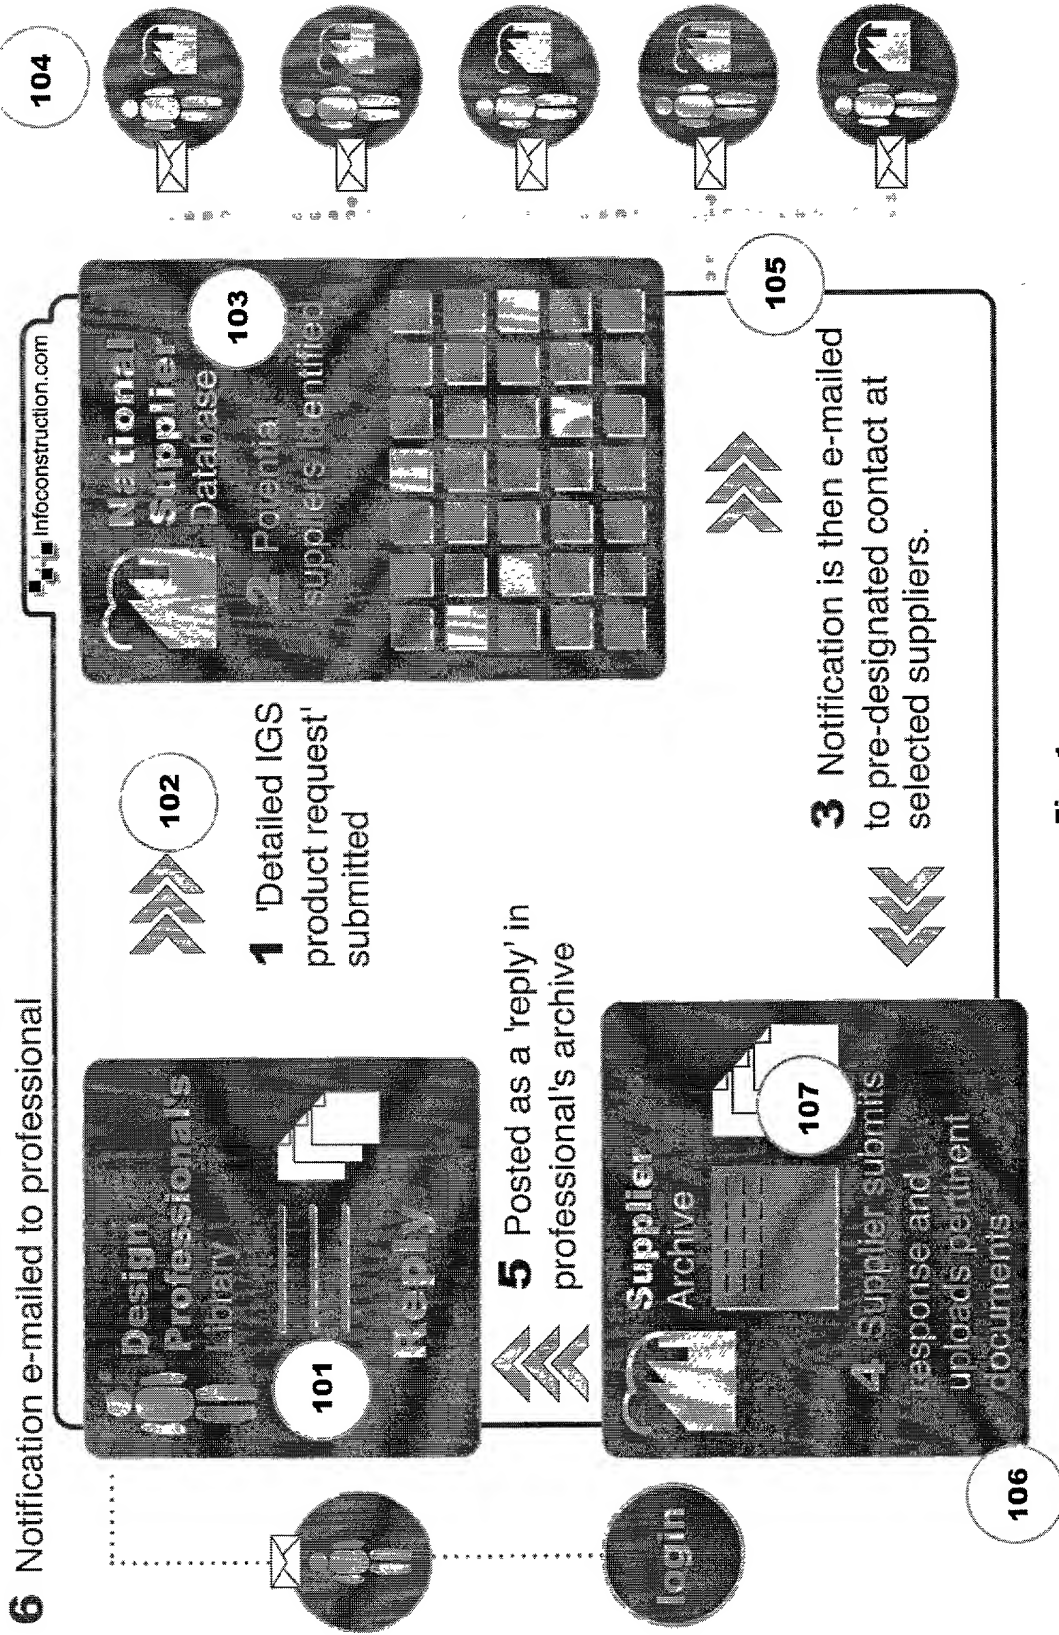 6 Notification e-mailed to professional
Infoconstruction.com
104
Design
Professionals
Library
101
Reply
102
1 'Detailed IGS
product request'
submitted
National
Supplier
Database
103
2 Potential
suppliers identified
105
login
5 Posted as a 'reply' in
professional's archive
3 Notification is then e-mailed
to pre-designated contact at
selected suppliers.
Supplier
Archive
107
4 Supplier submits
response and
uploads pertinent
documents
106